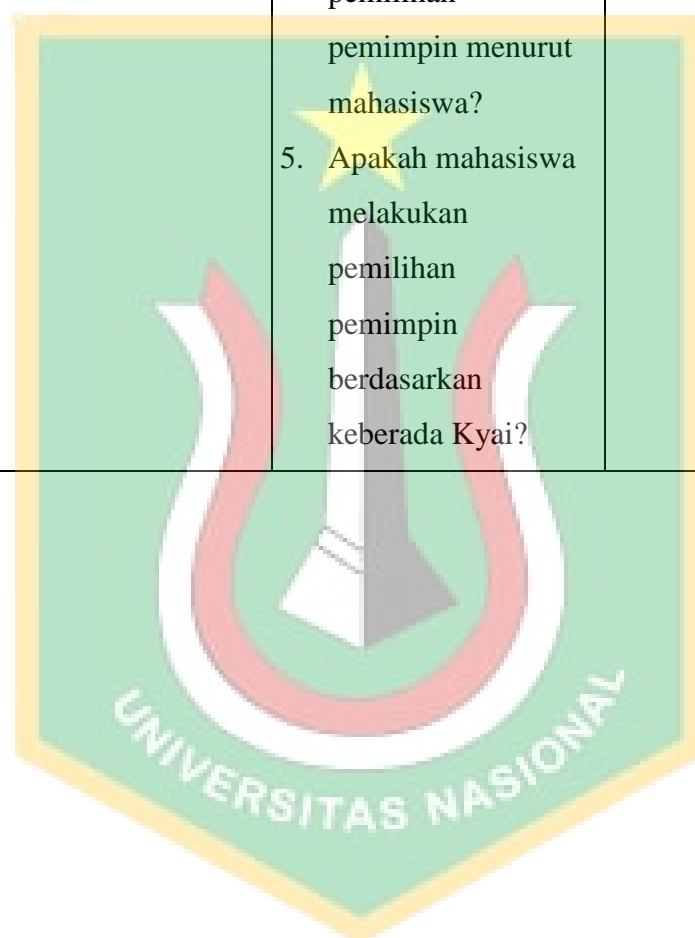 pemimpin menurut
mahasiswa?
5. Apakah mahasiswa
melakukan
pemilihan
pemimpin
berdasarkan
keberada Kyai?
UNIVERSITAS NASIONAL